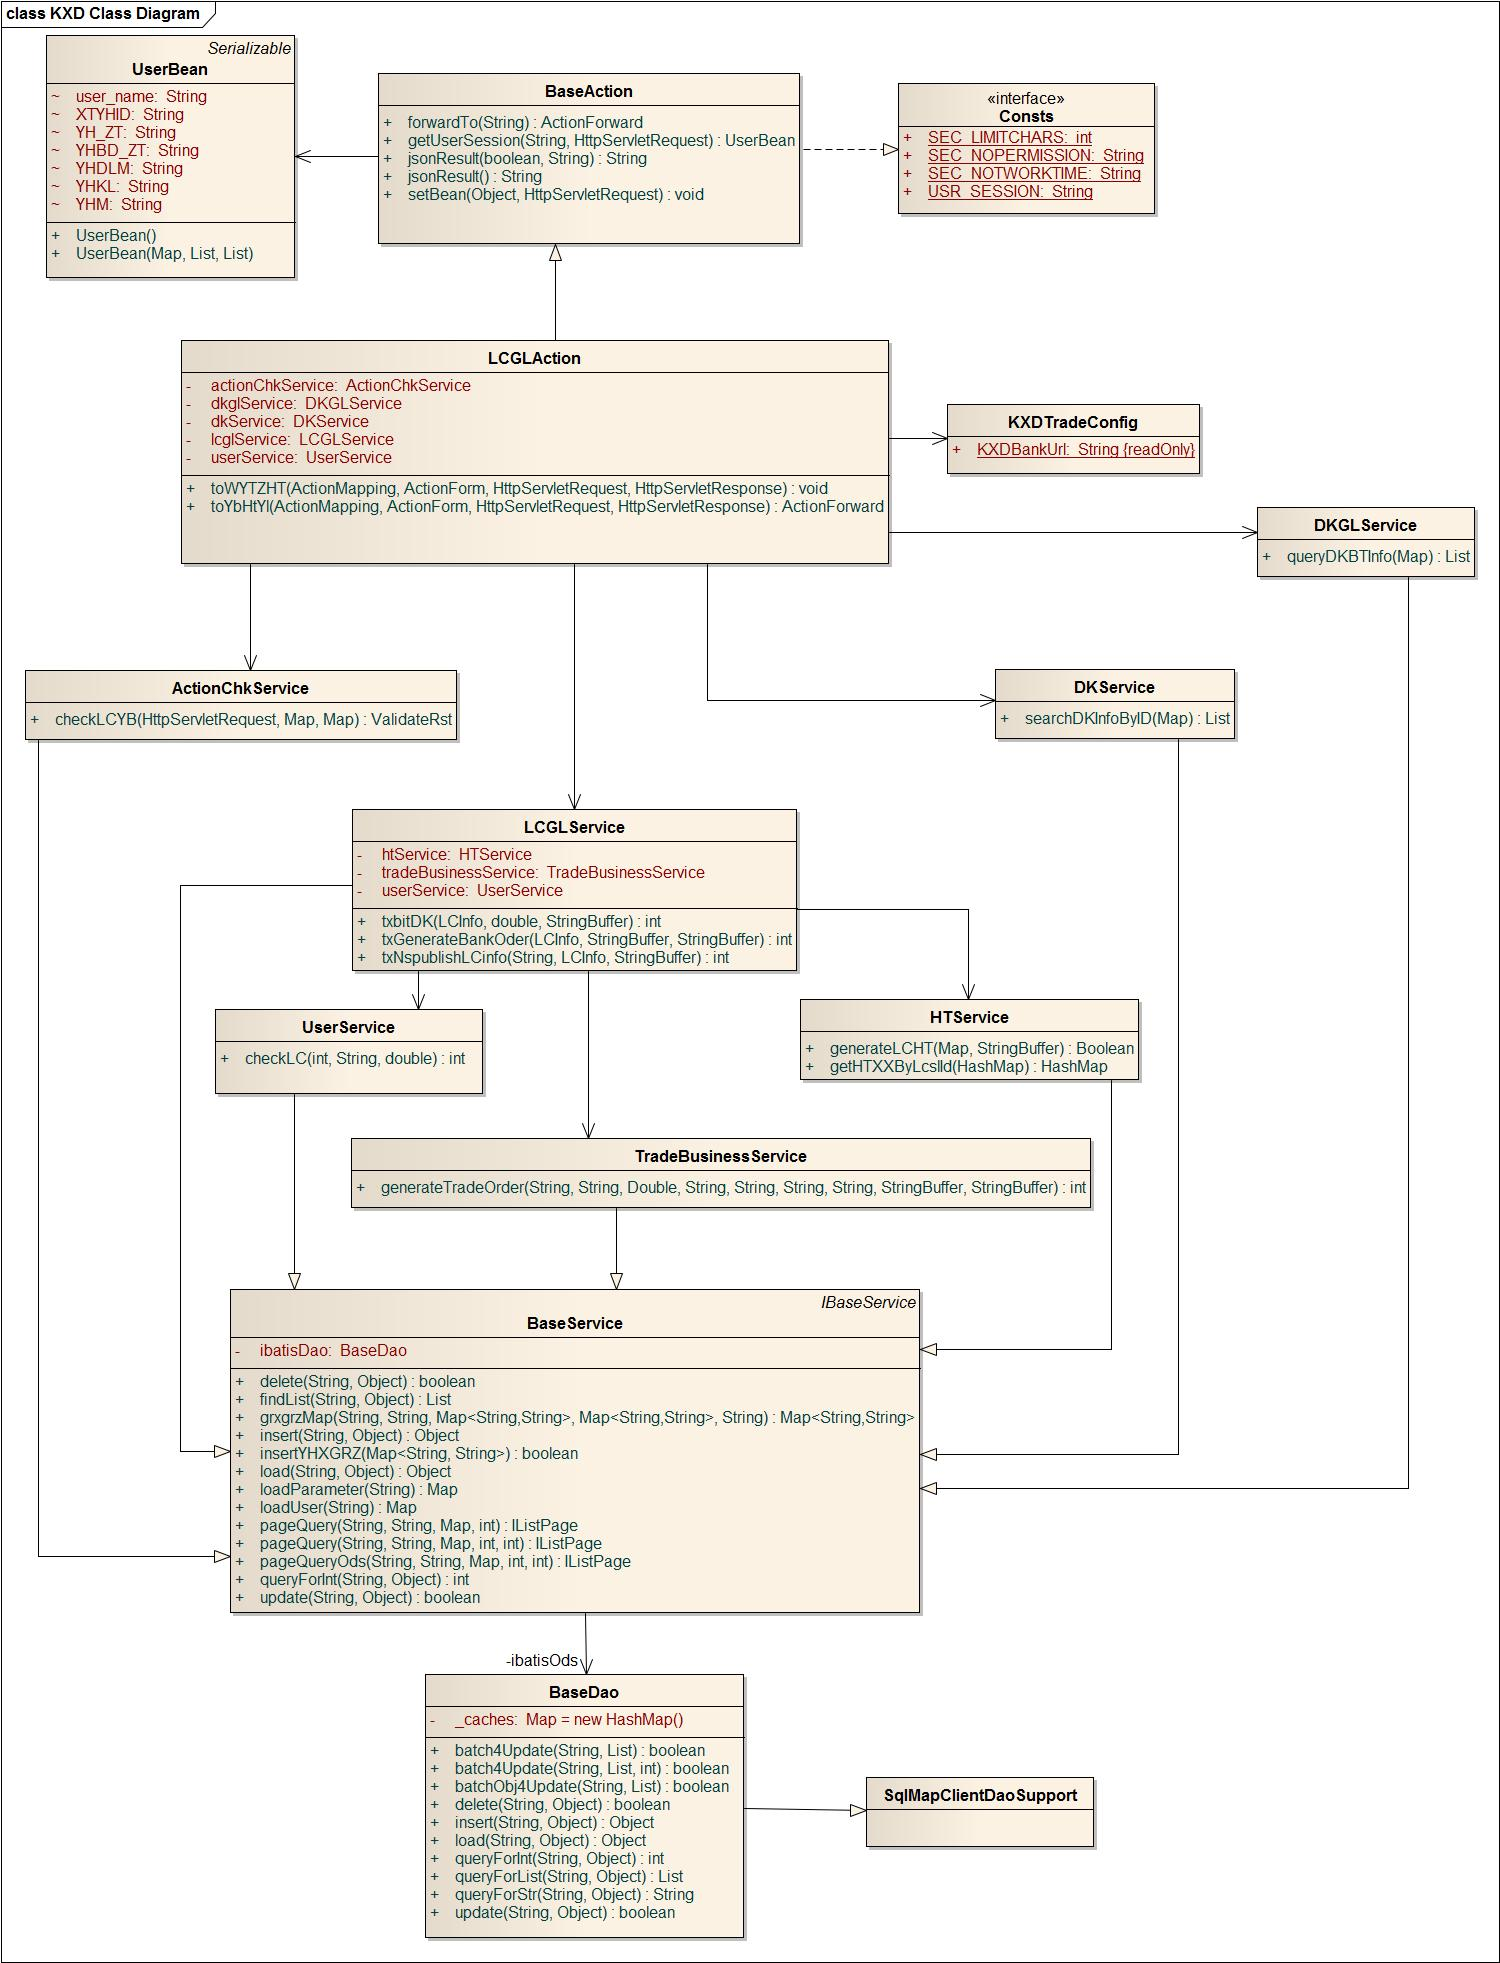 class KXD Class Diagram
Serializable
UserBean
~ user_name: String
~ XTYHID: String
~ YH_ZT: String
~ YHBD_ZT: String
~ YHDLM: String
~ YHKL: String
~ YHM: String
+ UserBean()
+ UserBean(Map, List, List)
BaseAction
+ forwardTo(String) : ActionForward
+ getUserSession(String, HttpServletRequest) : UserBean
+ jsonResult(boolean, String) : String
+ jsonResult() : String
+ setBean(Object, HttpServletRequest) : void
«interface»
Consts
+ SEC_LIMITCHARS: int
+ SEC_NOPERMISSION: String
+ SEC_NOTWORKTIME: String
+ USR_SESSION: String
LCGLAction
- actionChkService: ActionChkService
- dkglService: DKGLService
- dkService: DKService
- lcglService: LCGLService
- userService: UserService
+ toWYTZHT(ActionMapping, ActionForm, HttpServletRequest, HttpServletResponse) : void
+ toYbHtYl(ActionMapping, ActionForm, HttpServletRequest, HttpServletResponse) : ActionForward
KXDTradeConfig
+ KXDBankUrl: String {readOnly}
DKGLService
+ queryDKBTInfo(Map) : List
ActionChkService
+ checkLCYB(HttpServletRequest, Map, Map) : ValidateRst
DKService
+ searchDKInfoByID(Map) : List
LCGLService
- htService: HTService
- tradeBusinessService: TradeBusinessService
- userService: UserService
+ txbitDK(LCInfo, double, StringBuffer) : int
+ txGenerateBankOder(LCInfo, StringBuffer, StringBuffer) : int
+ txNspublishLCinfo(String, LCInfo, StringBuffer) : int
UserService
+ checkLC(int, String, double) : int
HTService
+ generateLCHT(Map, StringBuffer) : Boolean
+ getHTXXByLcslId(HashMap) : HashMap
TradeBusinessService
+ generateTradeOrder(String, String, Double, String, String, String, String, StringBuffer, StringBuffer) : int
IBaseService
BaseService
- ibatisDao: BaseDao
+ delete(String, Object) : boolean
+ findList(String, Object) : List
+ grxgrzMap(String, String, Map<String,String>, Map<String,String>, String) : Map<String,String>
+ insert(String, Object) : Object
+ insertYHXGRZ(Map<String, String>) : boolean
+ load(String, Object) : Object
+ loadParameter(String) : Map
+ loadUser(String) : Map
+ pageQuery(String, String, Map, int) : IListPage
+ pageQuery(String, String, Map, int, int) : IListPage
+ pageQueryOds(String, String, Map, int, int) : IListPage
+ queryForInt(String, Object) : int
+ update(String, Object) : boolean
-ibatisOds
BaseDao
- _caches: Map = new HashMap()
+ batch4Update(String, List) : boolean
+ batch4Update(String, List, int) : boolean
+ batchObj4Update(String, List) : boolean
+ delete(String, Object) : boolean
+ insert(String, Object) : Object
+ load(String, Object) : Object
+ queryForInt(String, Object) : int
+ queryForList(String, Object) : List
+ queryForStr(String, Object) : String
+ update(String, Object) : boolean
SqlMapClientDaoSupport